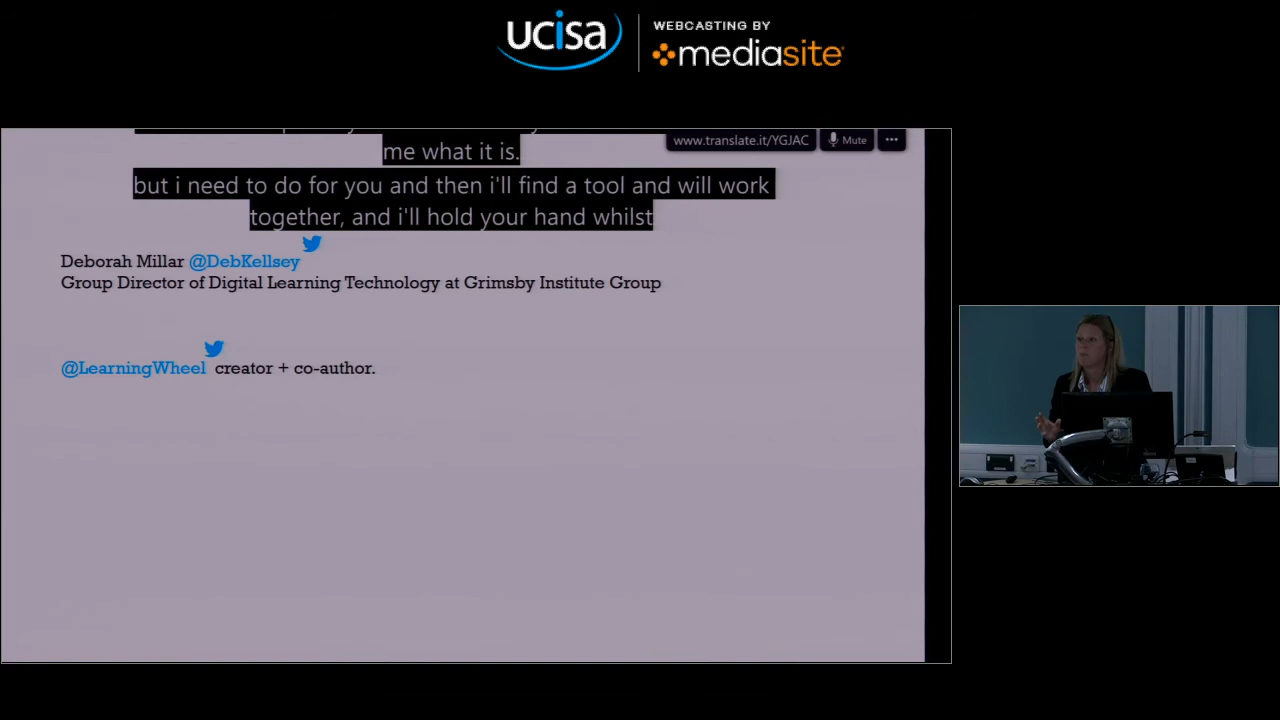 ucisa
WEBCASTING BY
mediasite
www.translate.it/YGJAC
Mute
me what it is.
but i need to do for you and then i'll find a tool and will work
together, and i'll hold your hand whilst
Deborah Millar @DebKellsey
Group Director of Digital Learning Technology at Grimsby Institute Group
@LearningWheel creator + co-author.